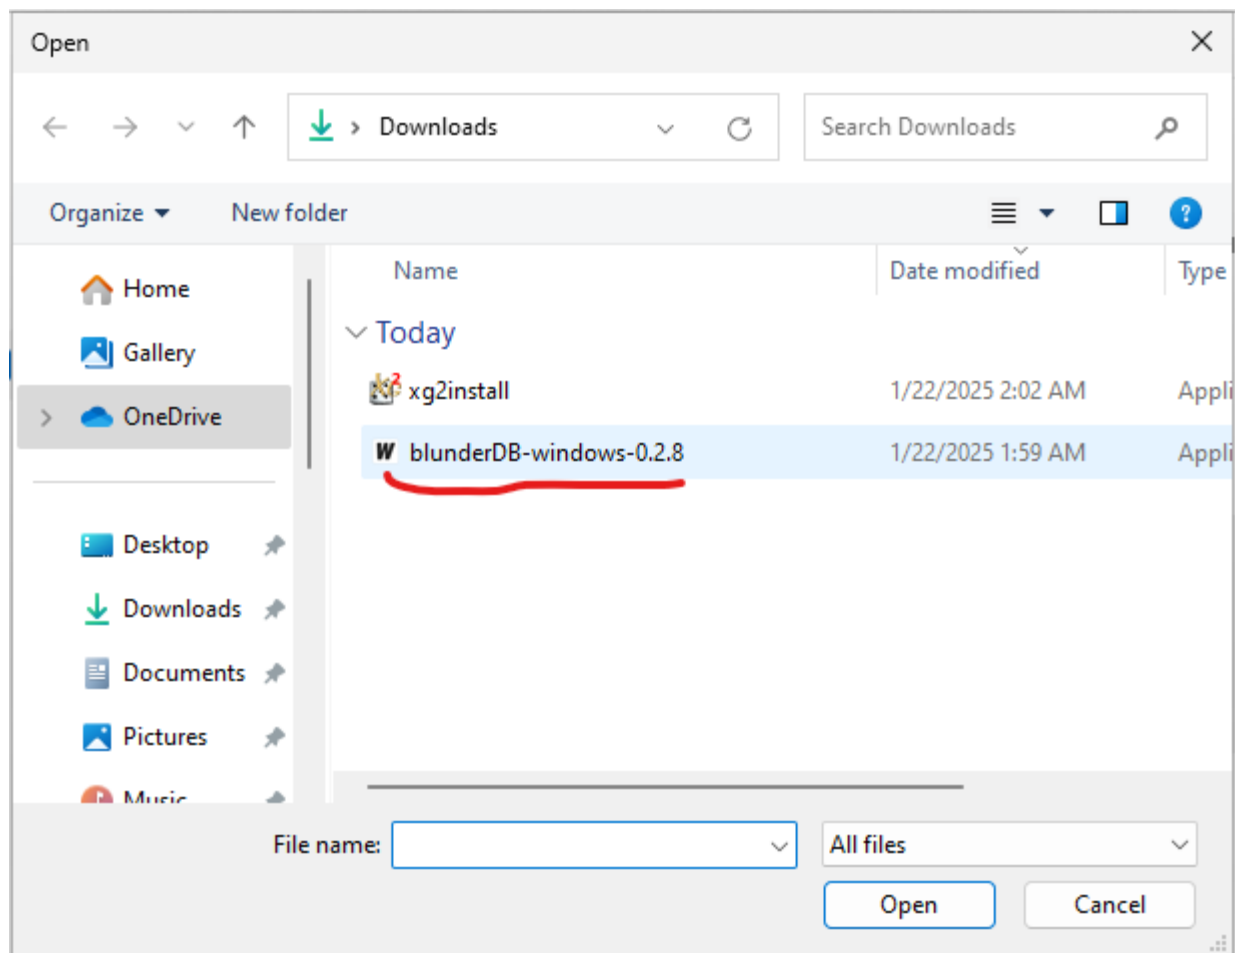 Open
Downloads
Search Downloads
Organize
New folder
Name
Date modified
Type
Home
Gallery
OneDrive
Desktop
Downloads
Documents
Pictures
Music
Today
xg2install 1/22/2025 2:02 AM Appli
W blunderDB-windows-0.2.8 1/22/2025 1:59 AM Appli
File name:
All files
Open
Cancel